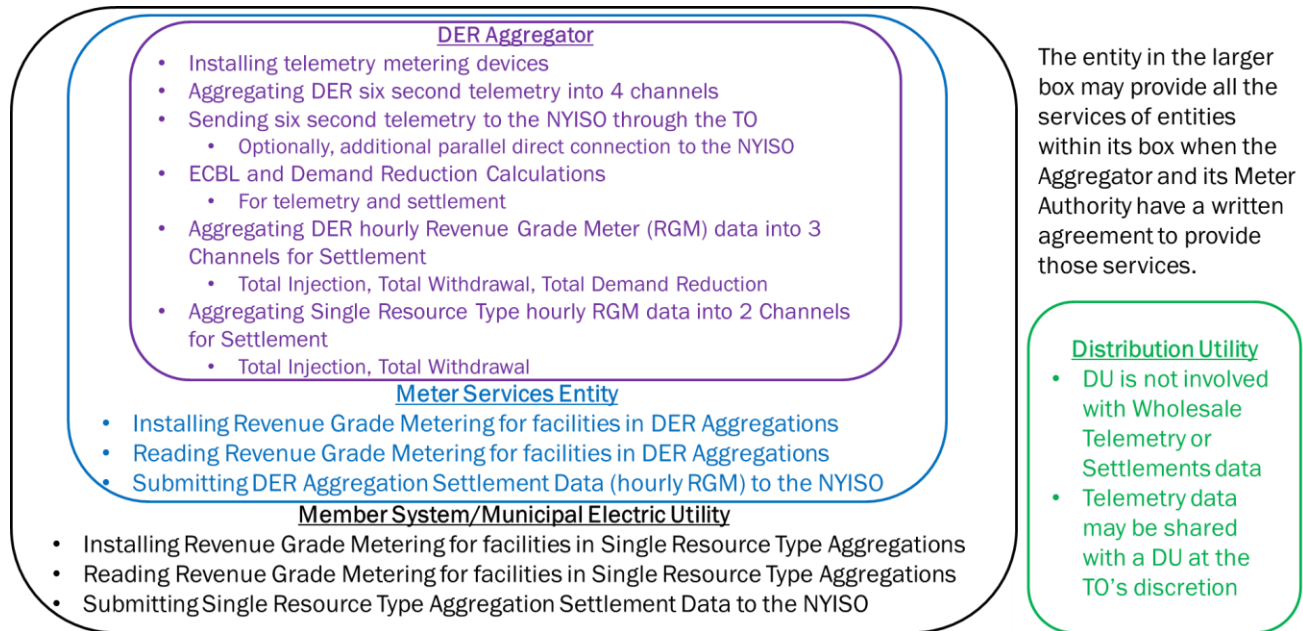 DER Aggregator
• Installing telemetry metering devices
• Aggregating DER six second telemetry into 4 channels
• Sending six second telemetry to the NYISO through the TO
• Optionally, additional parallel direct connection to the NYISO
• ECBL and Demand Reduction Calculations
• For telemetry and settlement
• Aggregating DER hourly Revenue Grade Meter (RGM) data into 3
Channels for Settlement
• Total Injection, Total Withdrawal, Total Demand Reduction
• Aggregating Single Resource Type hourly RGM data into 2 Channels
for Settlement
• Total Injection, Total Withdrawal
Meter Services Entity
• Installing Revenue Grade Metering for facilities in DER Aggregations
• Reading Revenue Grade Metering for facilities in DER Aggregations
• Submitting DER Aggregation Settlement Data (hourly RGM) to the NYISO
Member System/Municipal Electric Utility
• Installing Revenue Grade Metering for facilities in Single Resource Type Aggregations
• Reading Revenue Grade Metering for facilities in Single Resource Type Aggregations
• Submitting Single Resource Type Aggregation Settlement Data to the NYISO
The entity in the larger
box may provide all the
services of entities
within its box when the
Aggregator and its Meter
Authority have a written
agreement to provide
those services.
Distribution Utility
• DU is not involved
with Wholesale
Telemetry or
Settlements data
• Telemetry data
may be shared
with a DU at the
TO's discretion